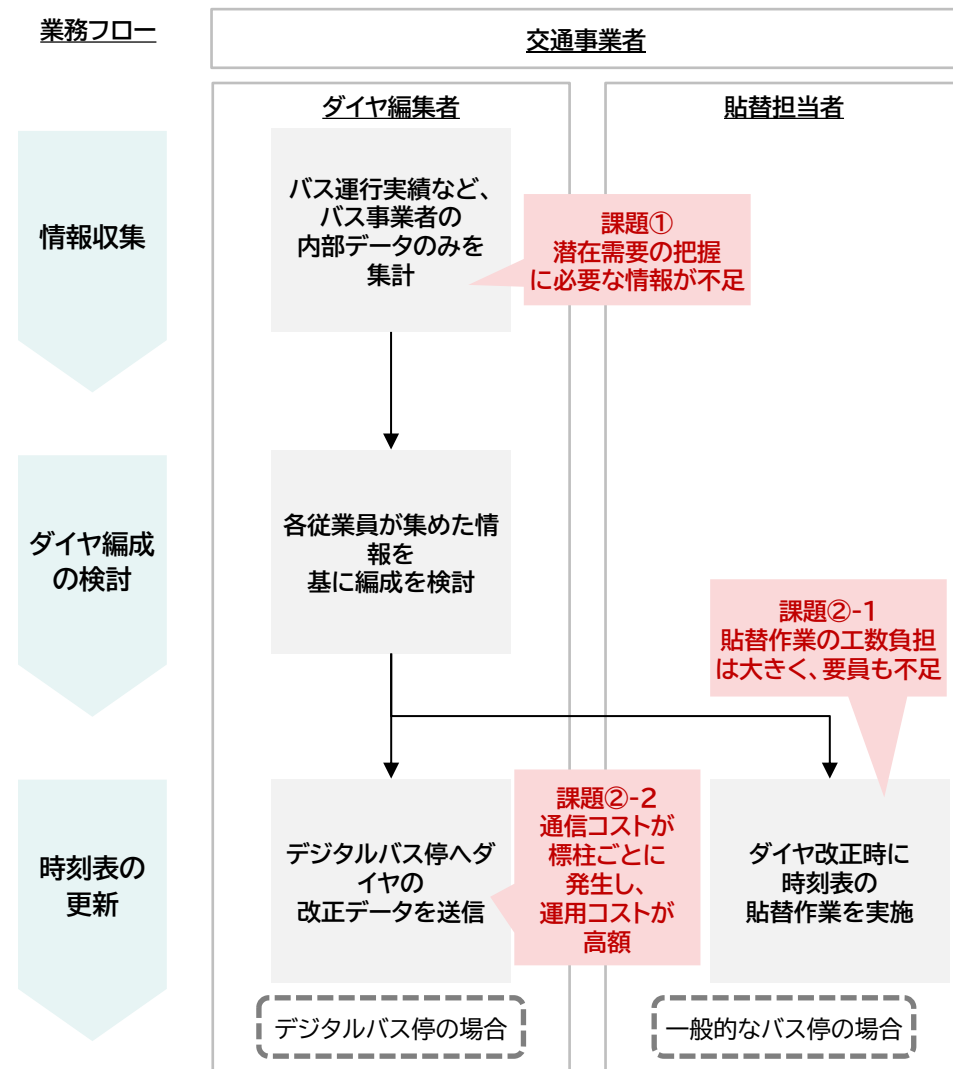 業務フロー
交通事業者
ダイヤ編集者
貼替担当者
情報収集
バス運行実績など、
バス事業者の
内部データのみを
集計
課題①
潜在需要の把握
に必要な情報が不足
ダイヤ編成
の検討
各従業員が集めた情
報を
基に編成を検討
課題②-1
貼替作業の工数負担
は大きく、要員も不足
時刻表の
更新
デジタルバス停へダ
イヤの
改正データを送信
課題②-2
通信コストが
標柱ごとに
発生し、
運用コストが
高額
ダイヤ改正時に
時刻表の
貼替作業を実施
デジタルバス停の場合
一般的なバス停の場合